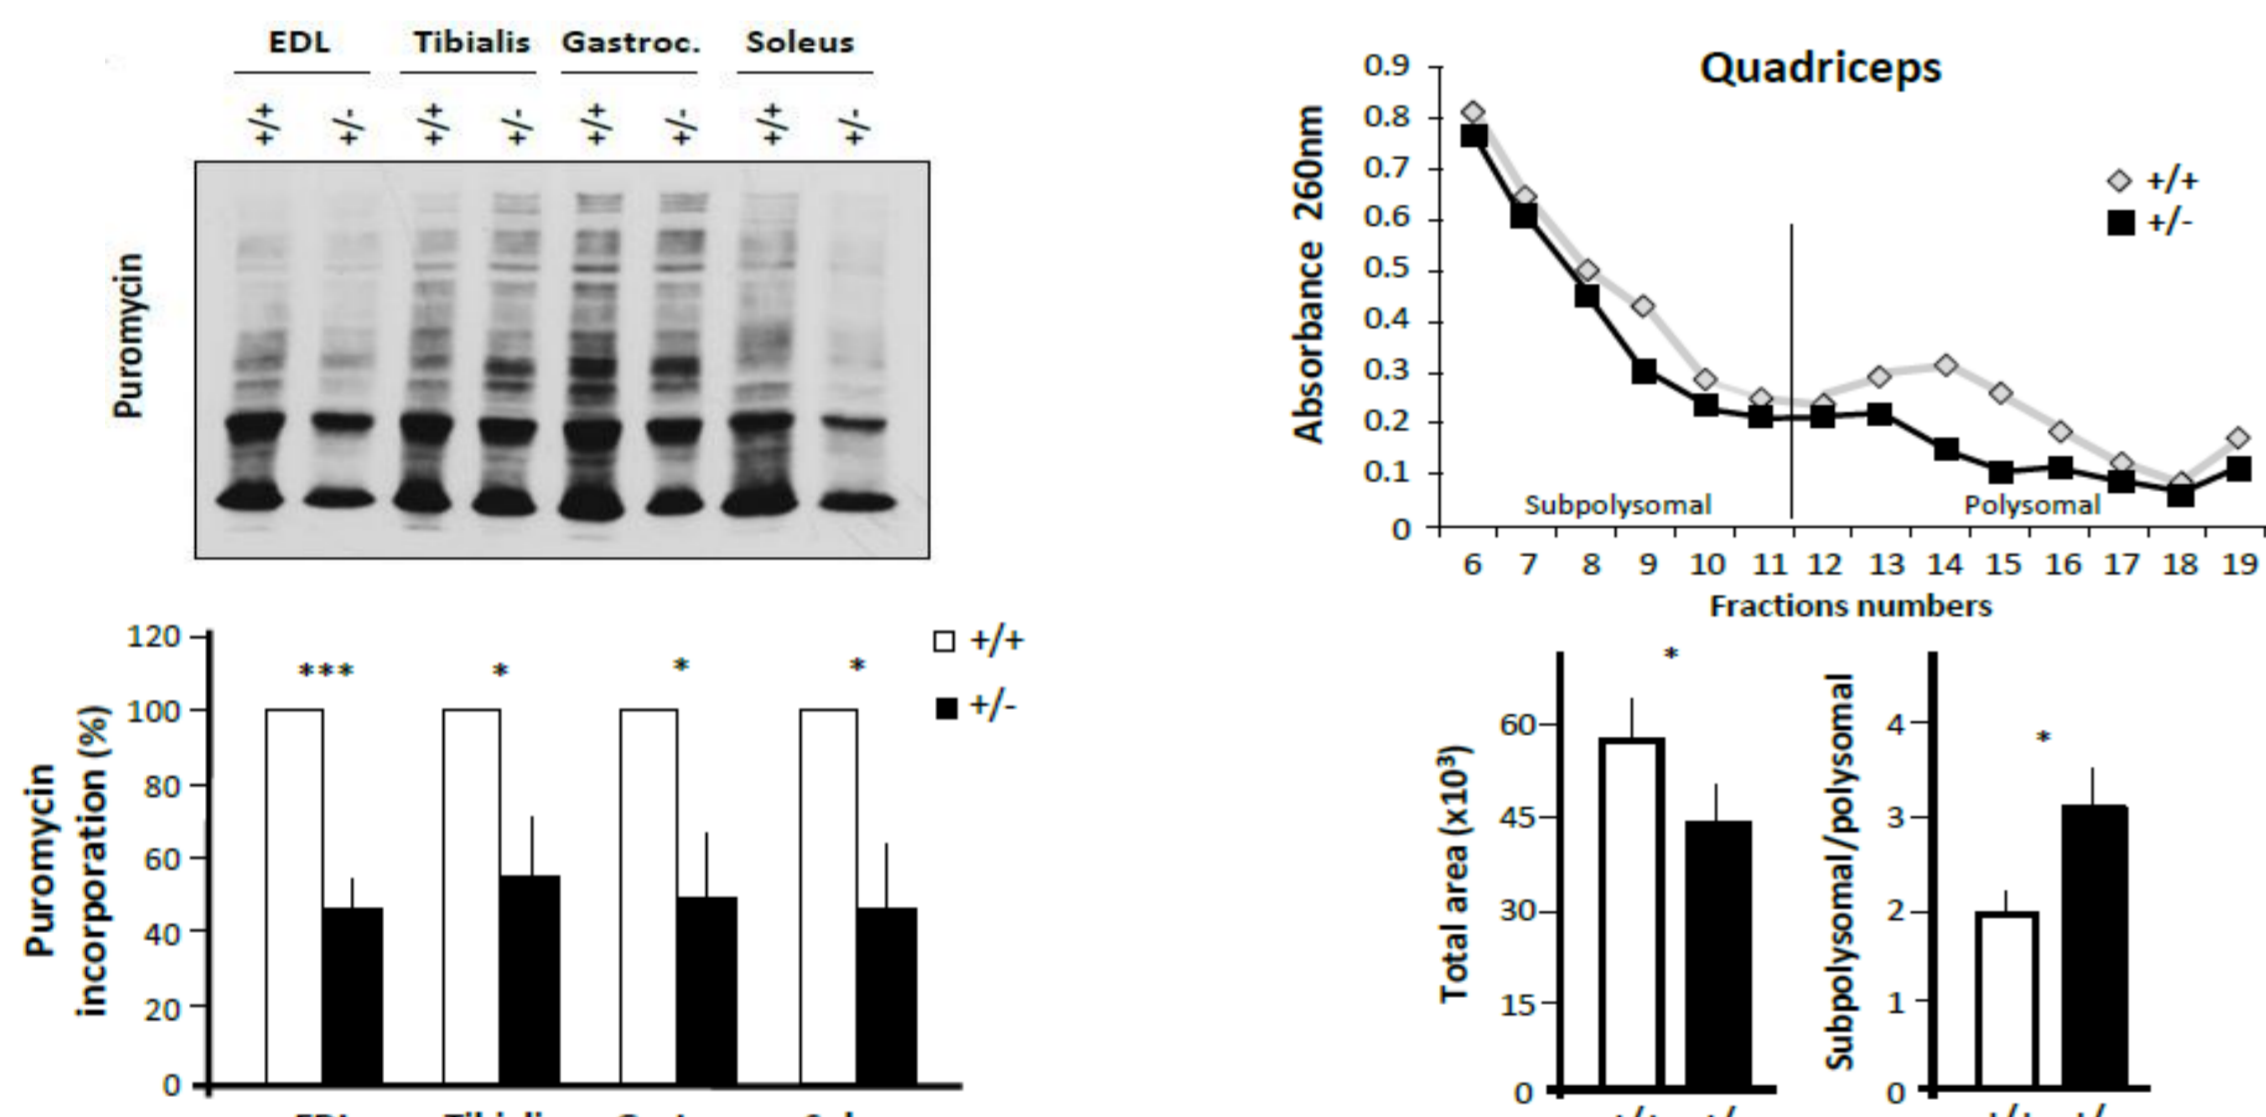 EDL Tibialis Gastroc. Soleus
+/+ +/- +/+ +/- +/+ +/- +/+ +/-
Puromycin
120
100
80
60
40
20
0
Puromycin
incorporation (%)
*** * * *
+/+
+/-
Quadriceps
Absorbance 260nm
0.9
0.8
0.7
0.6
0.5
0.4
0.3
0.2
0.1
0
+/+
+/-
Subpolysomal Polysomal
6 7 8 9 10 11 12 13 14 15 16 17 18 19
Fractions numbers
Total area (x10³)
60
45
30
15
0
*
Subpolysomal/polysomal
4
3
2
1
0
*